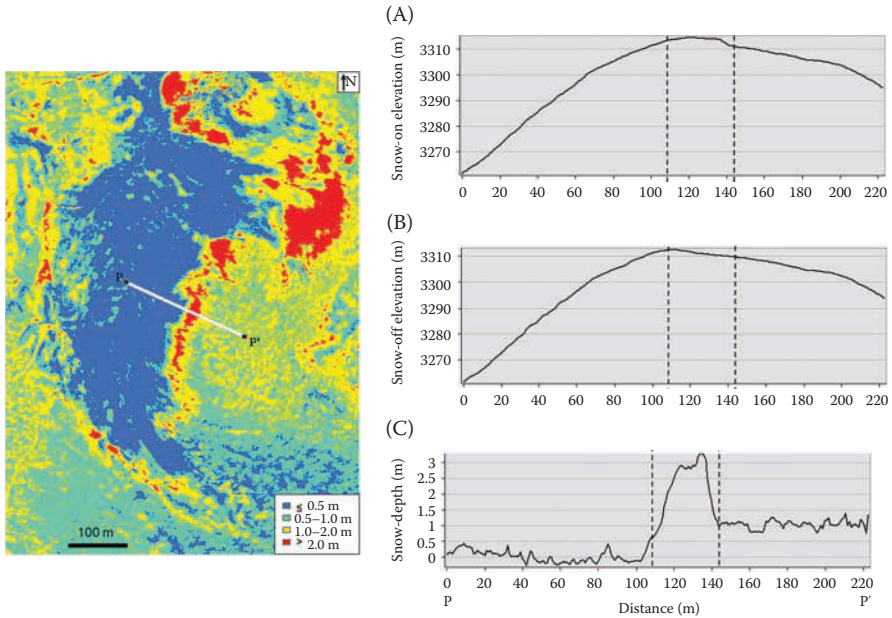 N
P
P'
≤ 0.5 m
0.5–1.0 m
1.0–2.0 m
> 2.0 m
100 m
(A)
Snow-on elevation (m)
3310
3300
3290
3280
3270
0 20 40 60 80 100 120 140 160 180 200 220
(B)
Snow-off elevation (m)
3310
3300
3290
3280
3270
0 20 40 60 80 100 120 140 160 180 200 220
(C)
Snow-depth (m)
3
2.5
2
1.5
1.0
0.5
0
0 20 40 60 80 100 120 140 160 180 200 220
P Distance (m) P'